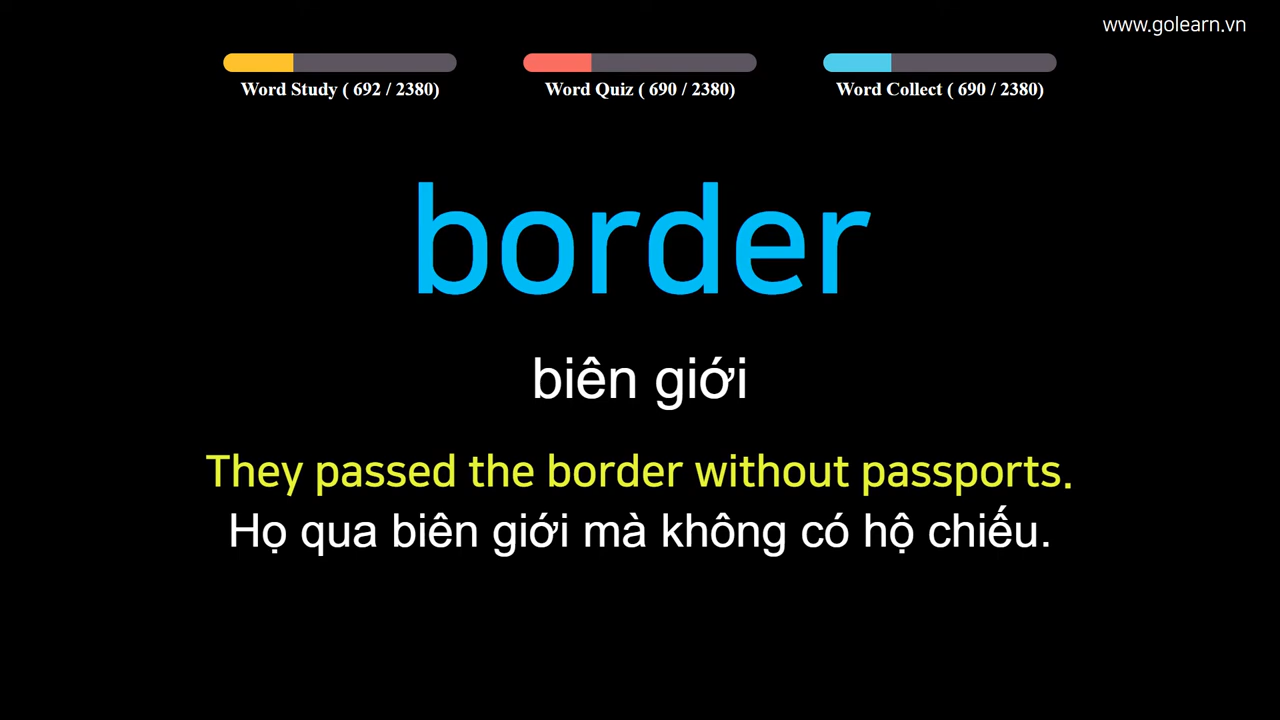 www.golearn.vn
Word Study ( 692 / 2380)
Word Quiz ( 690 / 2380)
Word Collect ( 690 / 2380)
border
biên giới
They passed the border without passports.
Họ qua biên giới mà không có hộ chiếu.